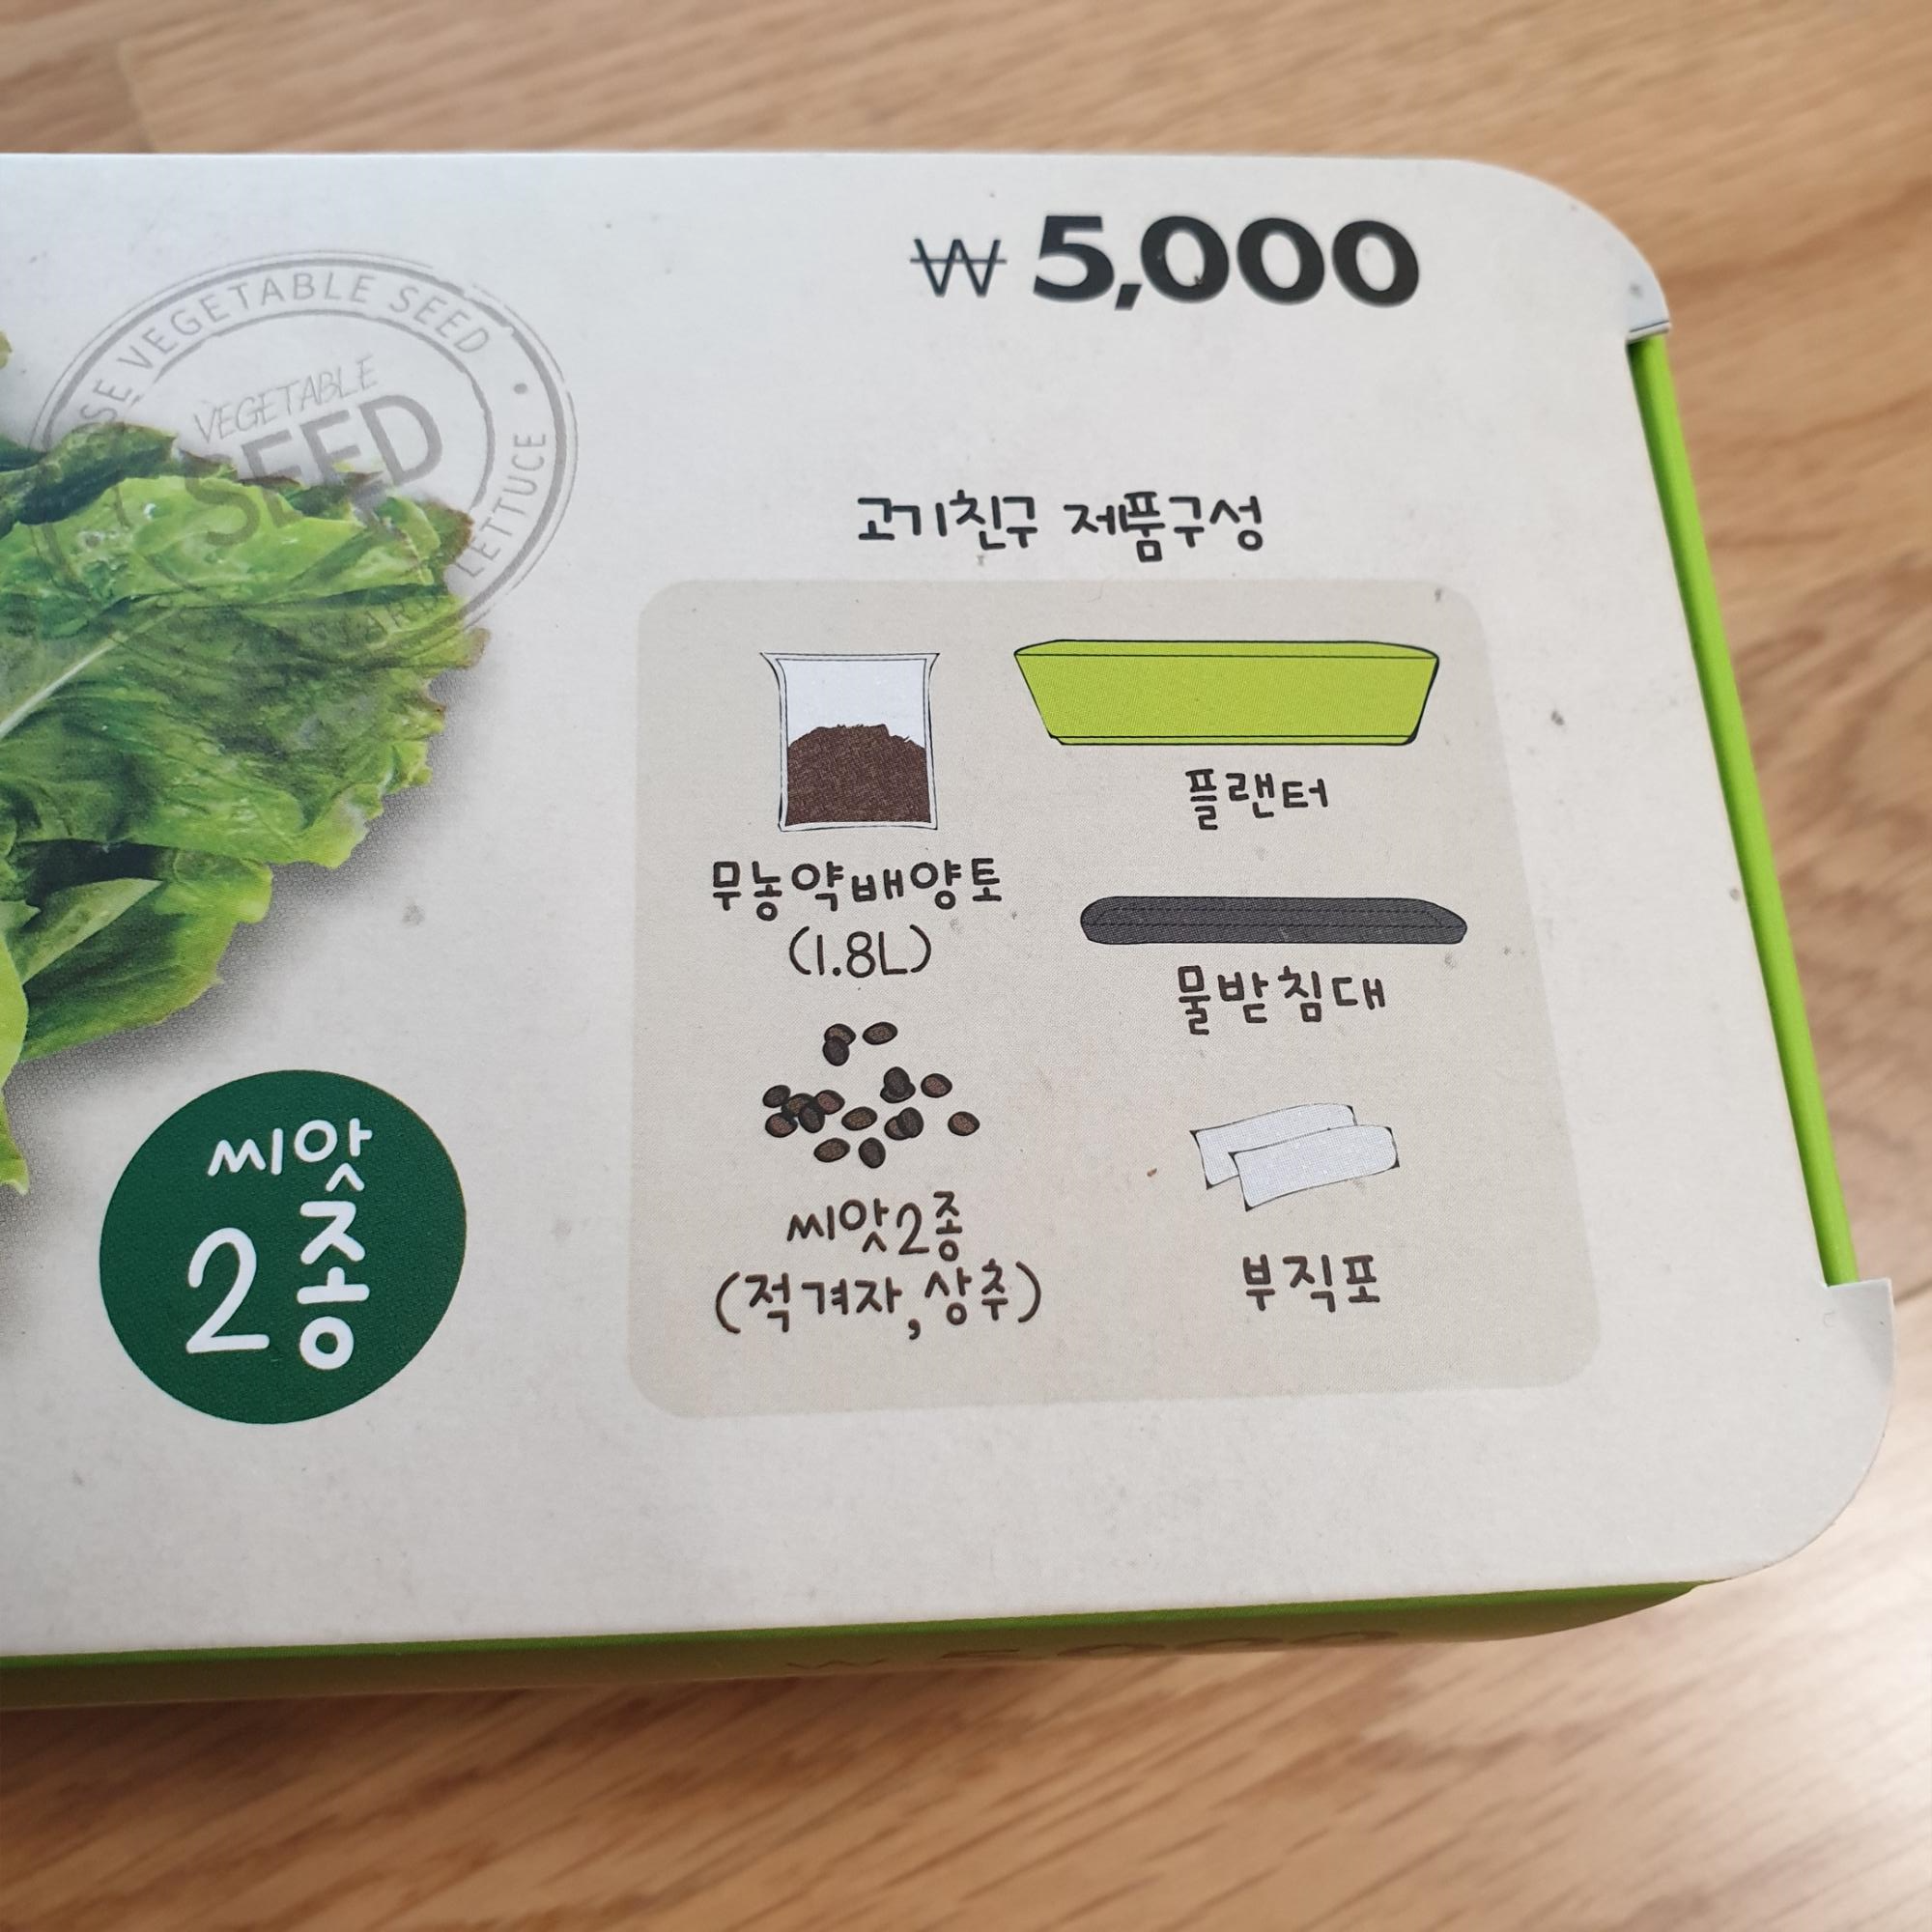 ₩ 5,000
VEGETABLE SEED
LETTUCE
VEGETABLE
SEED
고기친구 제품구성
플랜터
무농약배양토
(1.8L)
물받침대
씨앗2종
(적겨자,상추)
부직포
씨앗
2종